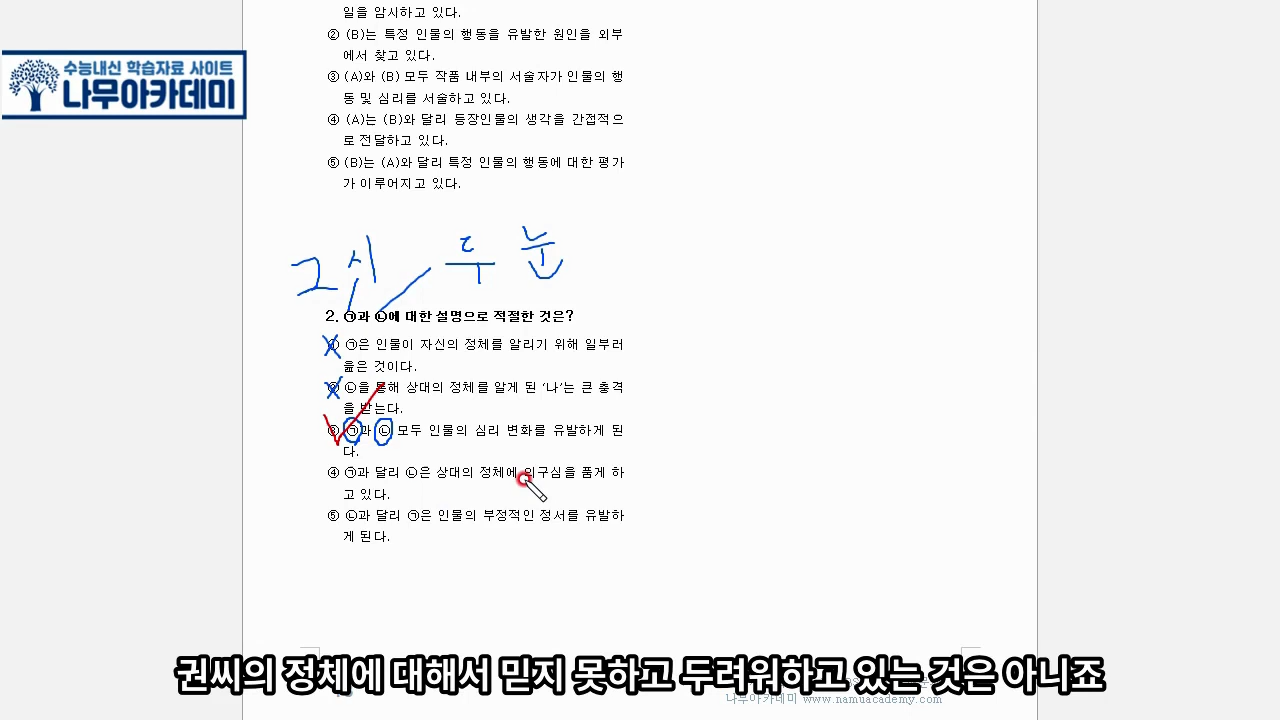 일을 암시하고 있다.
② (B)는 특정 인물의 행동을 유발한 원인을 외부
에서 찾고 있다.
수능내신 학습자료 사이트
나무아카데미
③ (A)와 (B) 모두 작품 내부의 서술자가 인물의 행
동 및 심리를 서술하고 있다.
④ (A)는 (B)와 달리 등장인물의 생각을 간접적으
로 전달하고 있다.
⑤ (B)는 (A)와 달리 특정 인물의 행동에 대한 평가
가 이루어지고 있다.
두 눈
2. ㉠과 ㉡에 대한 설명으로 적절한 것은?
① ㉠은 인물이 자신의 정체를 알리기 위해 일부러
읊은 것이다.
② ㉡을 통해 상대의 정체를 알게 된 ‘나’는 큰 충격
을 받는다.
③ ㉠과 ㉡ 모두 인물의 심리 변화를 유발하게 된
다.
④ ㉠과 달리 ㉡은 상대의 정체에 의구심을 품게 하
고 있다.
⑤ ㉡과 달리 ㉠은 인물의 부정적인 정서를 유발하
게 된다.
권씨의 정체에 대해서 믿지 못하고 두려워하고 있는 것은 아니죠
나무아카데미 www.namuacademy.com